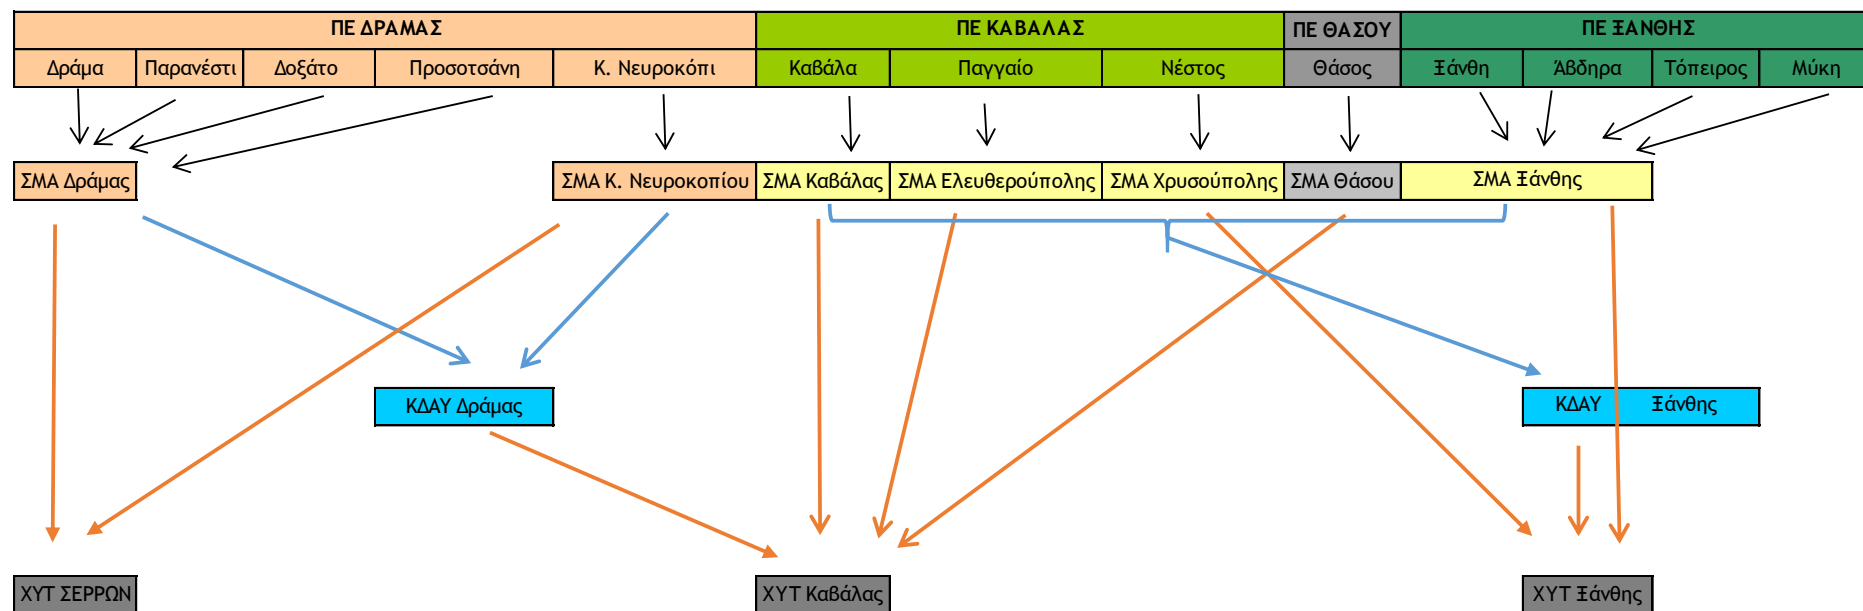 ΠΕ ΔΡΑΜΑΣ ΠΕ ΚΑΒΑΛΑΣ ΠΕ ΘΑΣΟΥ ΠΕ ΞΑΝΘΗΣ
Δράμα Παρανέστι Δοξάτο Προσοτσάνη Κ. Νευροκόπι Καβάλα Παγγαίο Νέστος Θάσος Ξάνθη Άβδηρα Τόπειρος Μύκη
ΣΜΑ Δράμας ΣΜΑ Κ. Νευροκοπίου ΣΜΑ Καβάλας ΣΜΑ Ελευθερούπολης ΣΜΑ Χρυσούπολης ΣΜΑ Θάσου ΣΜΑ Ξάνθης
ΚΔΑΥ Δράμας ΚΔΑΥ Ξάνθης
ΧΥΤ ΣΕΡΡΩΝ ΧΥΤ Καβάλας ΧΥΤ Ξάνθης